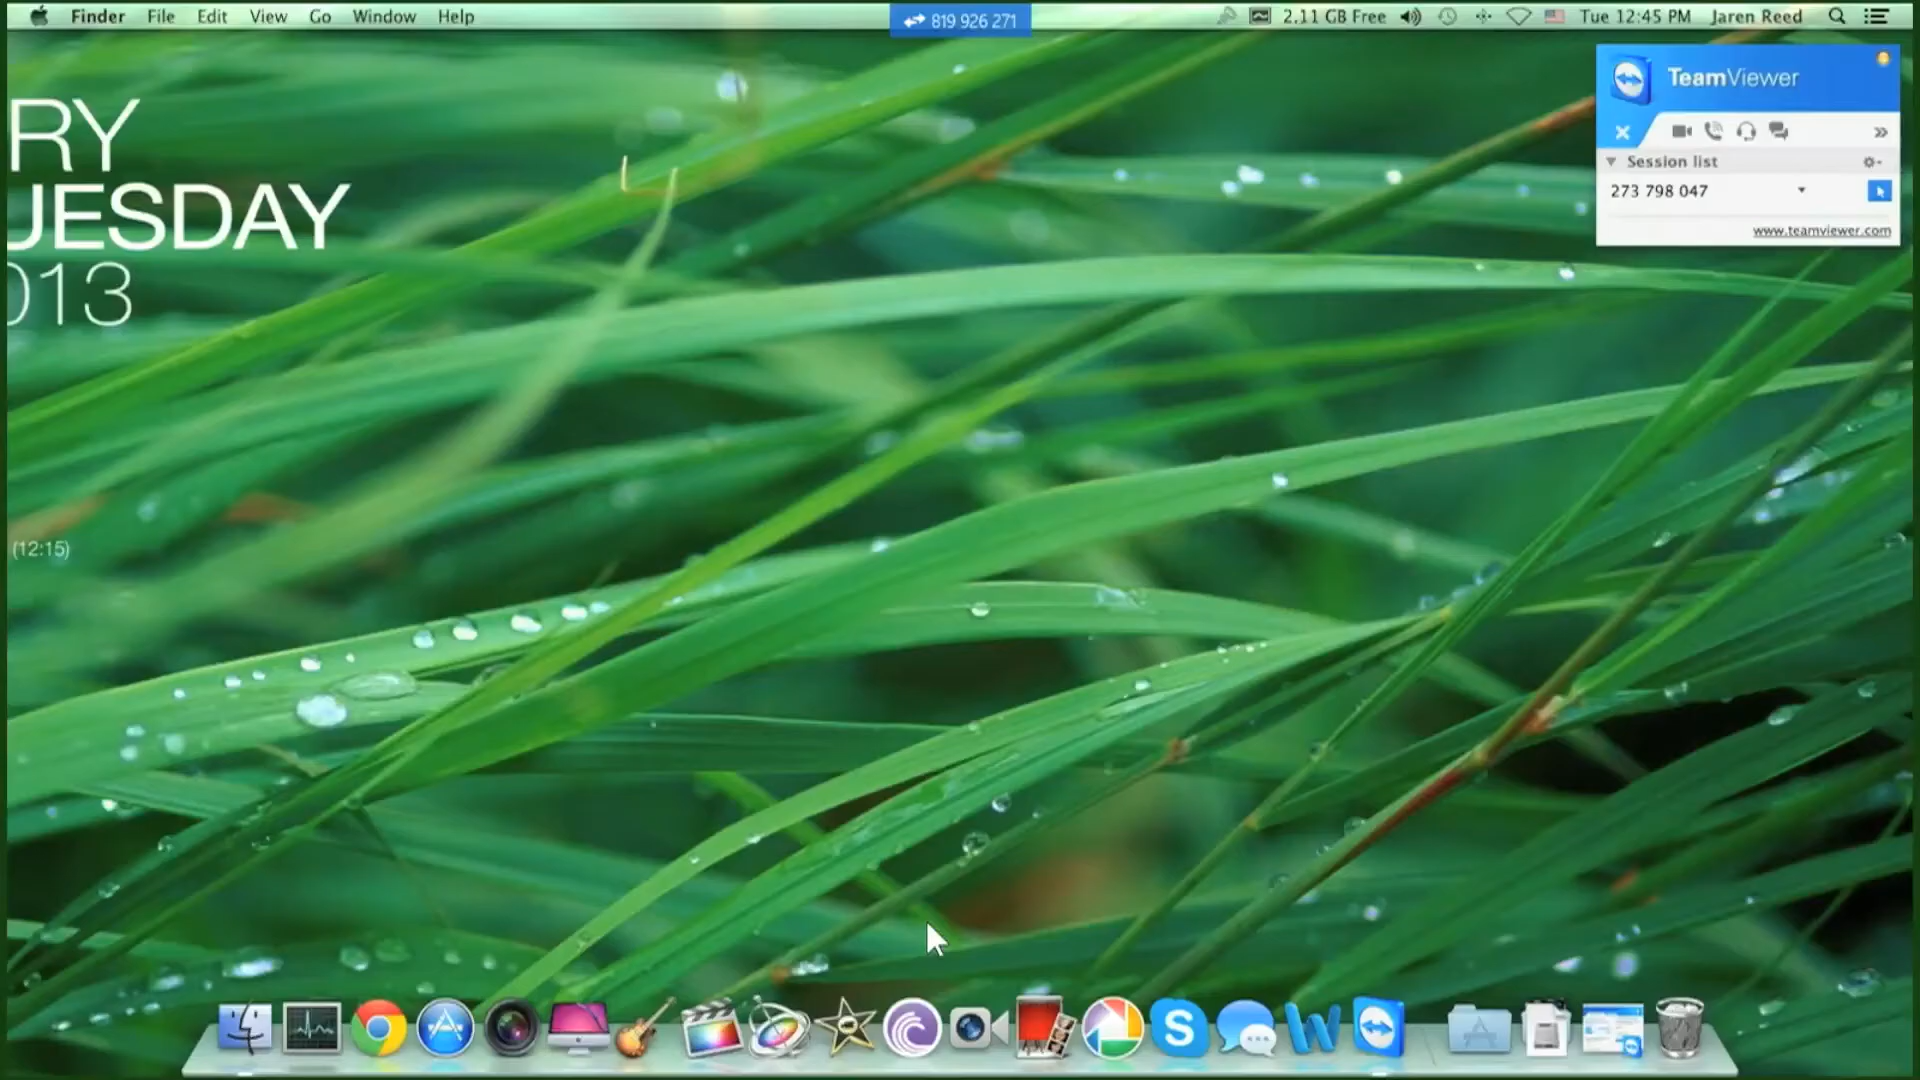 Finder File Edit View Go Window Help
819 926 271
2.11 GB Free
Tue 12:45 PM Jaren Reed
TeamViewer
Session list
273 798 047
www.teamviewer.com
RY
UESDAY
013
(12:15)